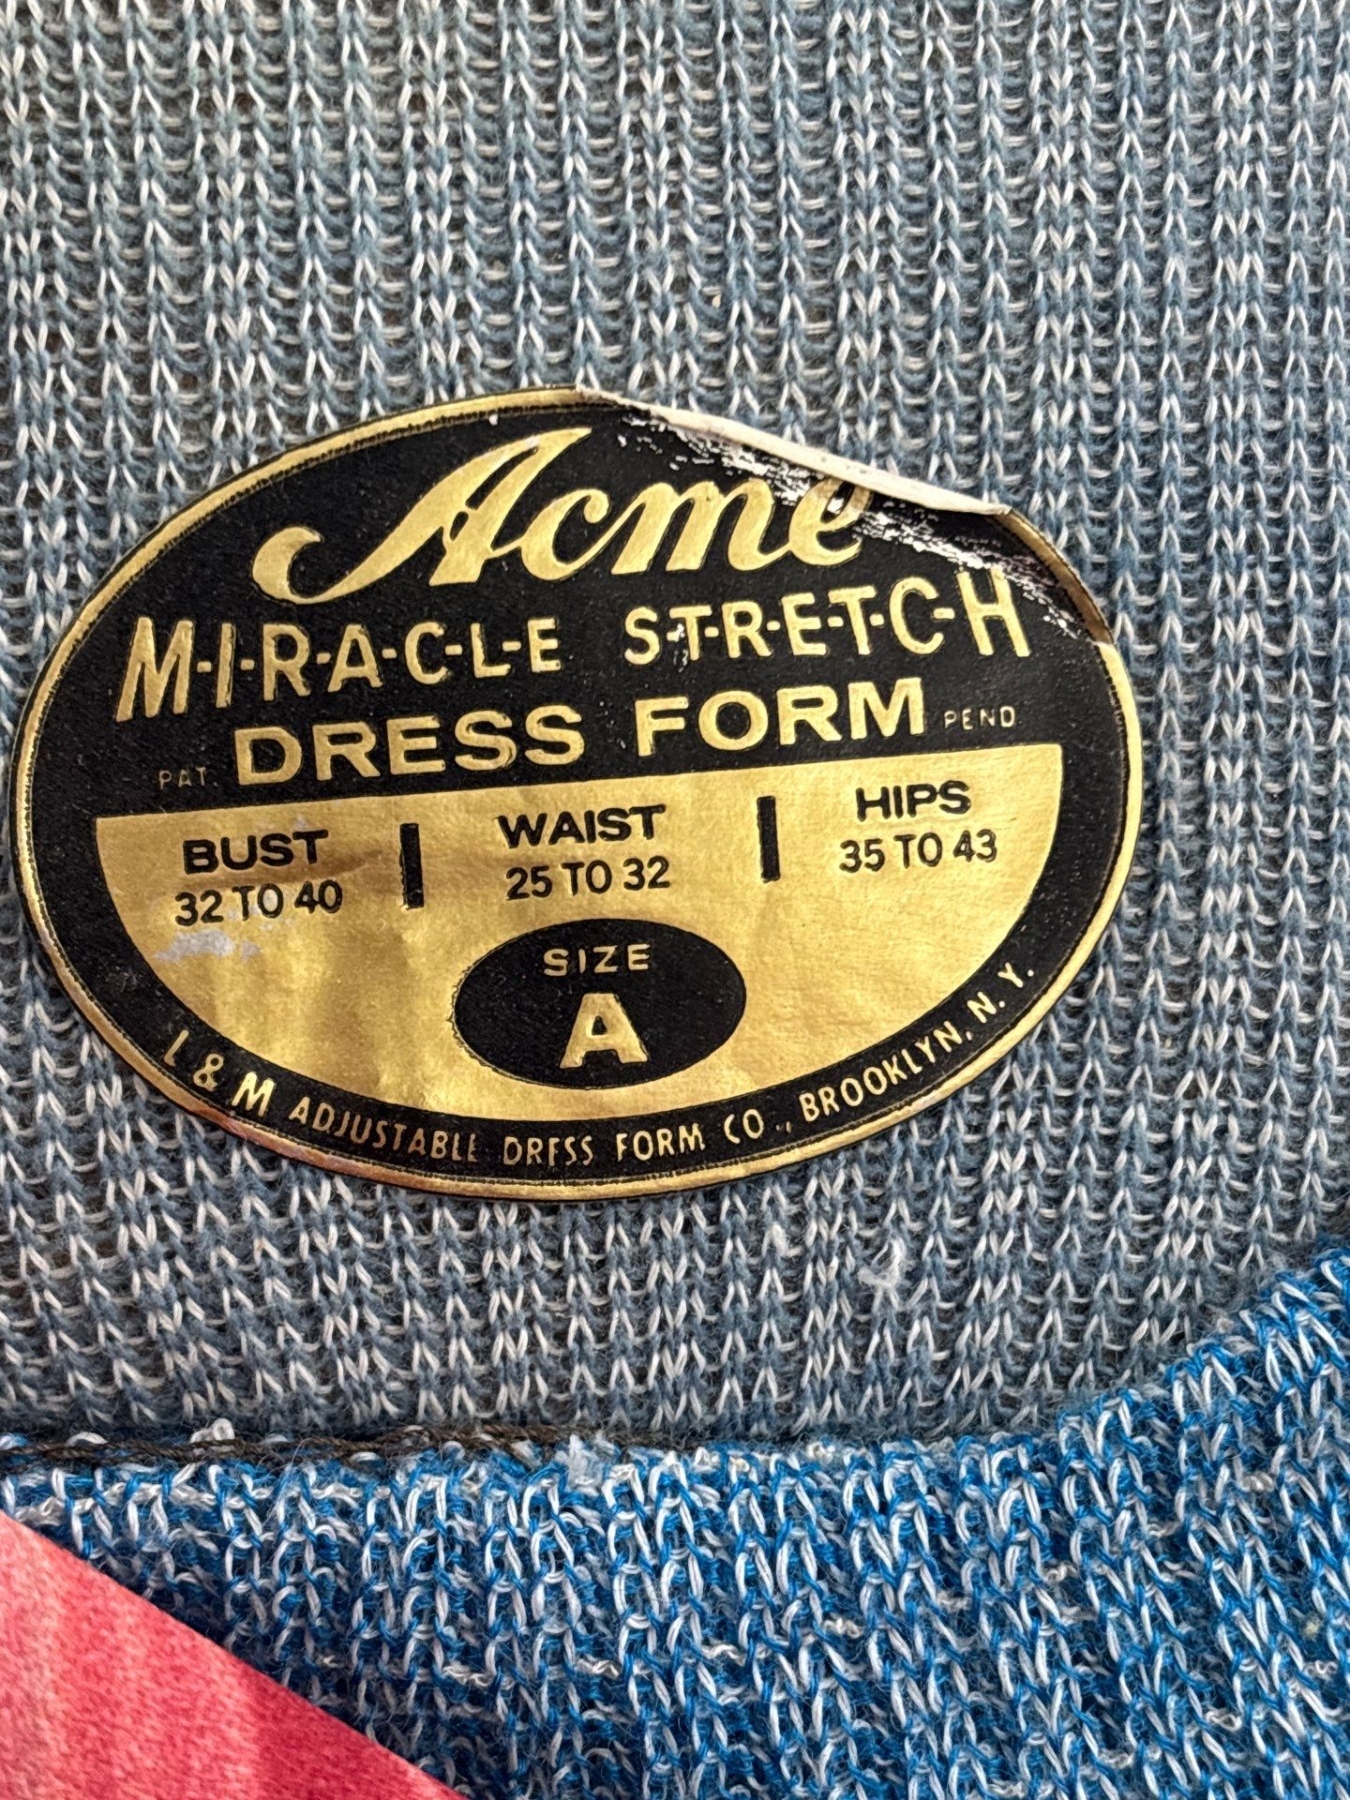 Acme
M-I-R-A-C-L-E S-T-R-E-T-C-H
PAT. DRESS FORM PEND
BUST | WAIST | HIPS
32 TO 40 | 25 TO 32 | 35 TO 43
SIZE
A
L & M ADJUSTABLE DRESS FORM CO., BROOKLYN, N. Y.